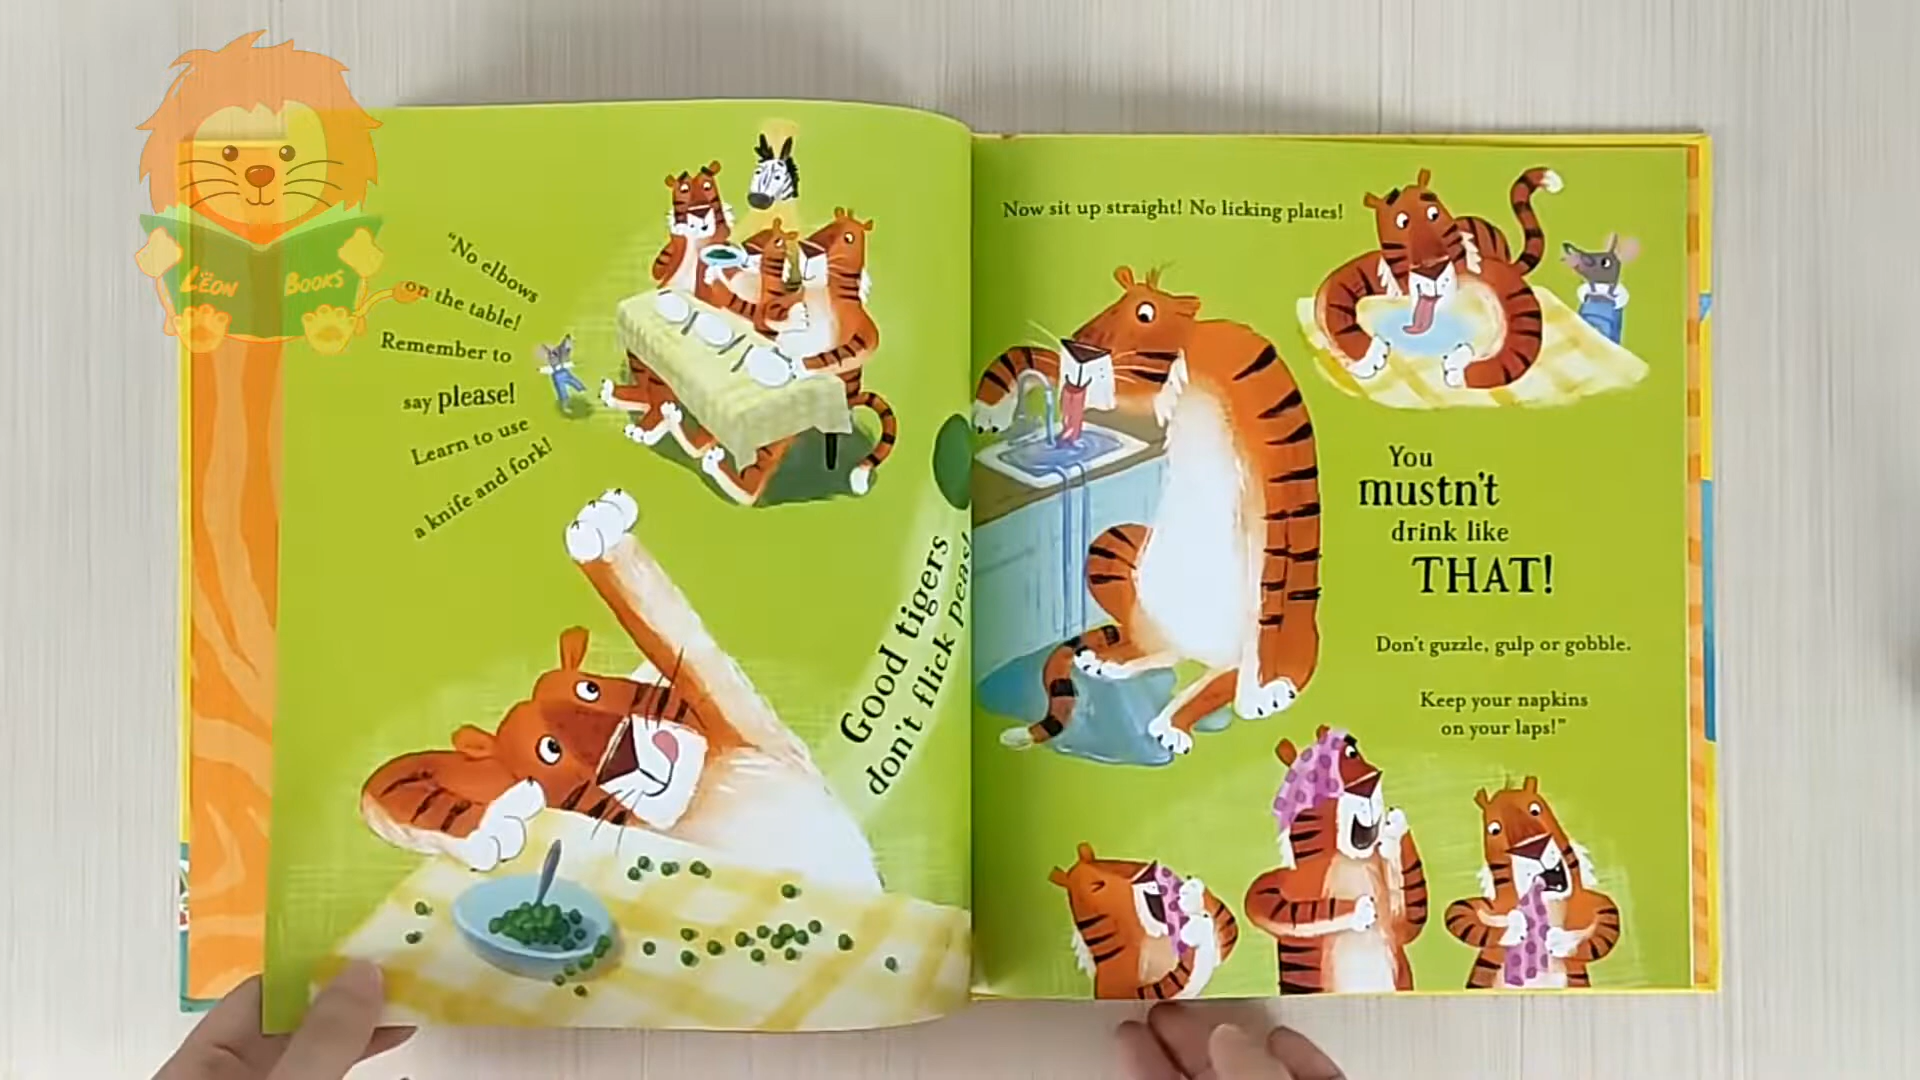 LEON BOOKS
"No elbows
on the table!
Remember to
say please!
Learn to use
a knife and fork!
Good tigers
don't flick peas!
Now sit up straight! No licking plates!
You
mustn't
drink like
THAT!
Don't guzzle, gulp or gobble.
Keep your napkins
on your laps!"